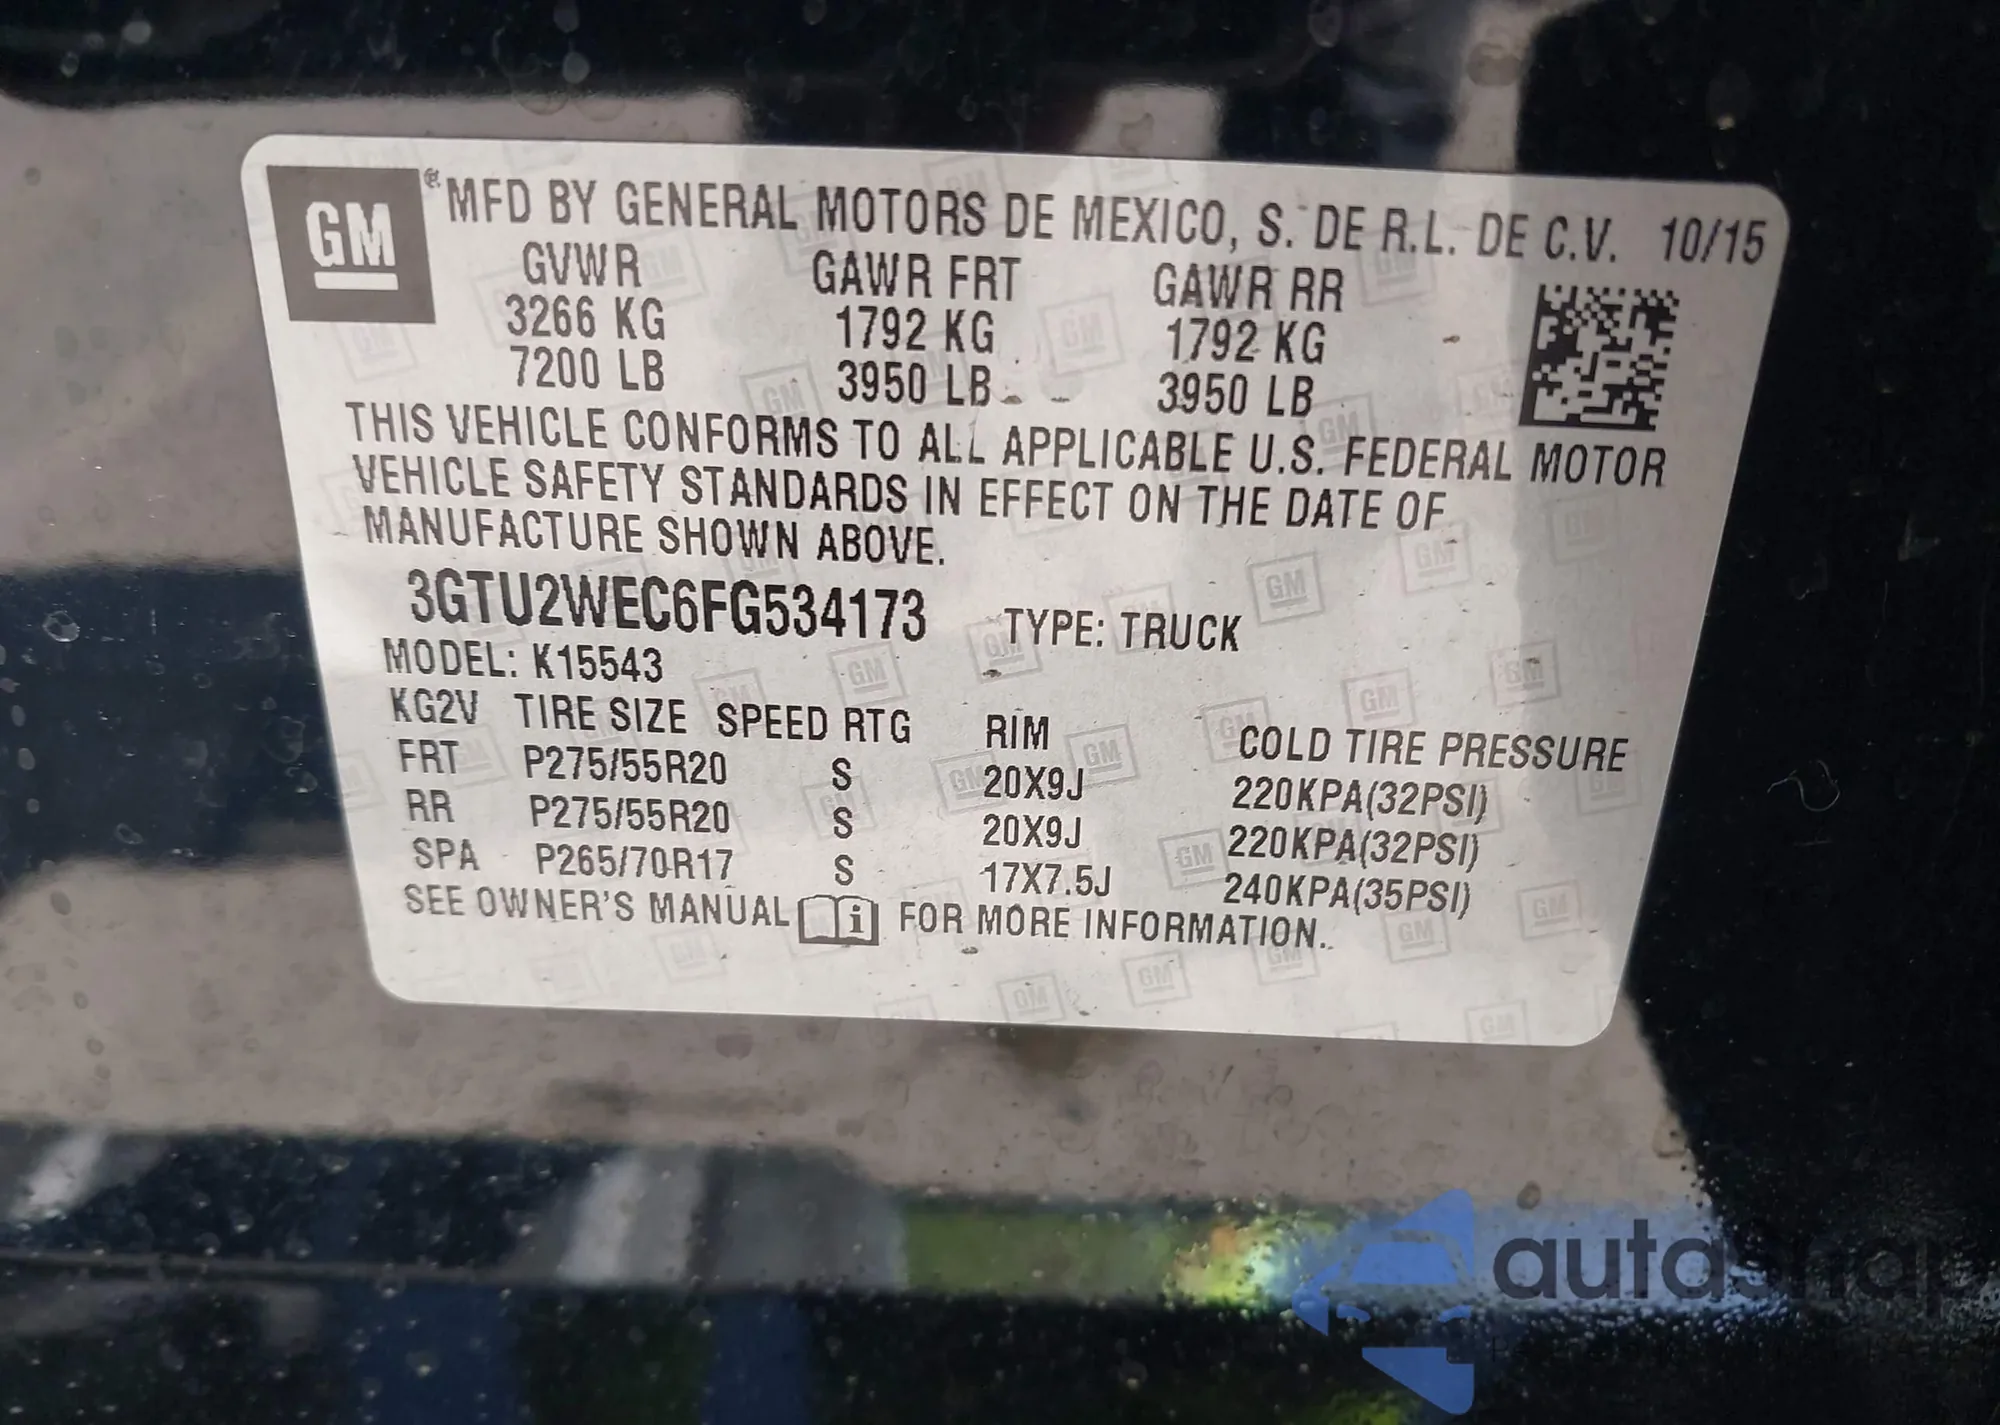 GM ® MFD BY GENERAL MOTORS DE MEXICO, S. DE R.L. DE C.V. 10/15
GVWR GAWR FRT GAWR RR
3266 KG 1792 KG 1792 KG
7200 LB 3950 LB 3950 LB
THIS VEHICLE CONFORMS TO ALL APPLICABLE U.S. FEDERAL MOTOR
VEHICLE SAFETY STANDARDS IN EFFECT ON THE DATE OF
MANUFACTURE SHOWN ABOVE.
3GTU2WEC6FG534173 TYPE: TRUCK
MODEL: K15543
KG2V TIRE SIZE SPEED RTG RIM COLD TIRE PRESSURE
FRT P275/55R20 S 20X9J 220KPA(32PSI)
RR P275/55R20 S 20X9J 220KPA(32PSI)
SPA P265/70R17 S 17X7.5J 240KPA(35PSI)
SEE OWNER'S MANUAL i FOR MORE INFORMATION.
autasnap